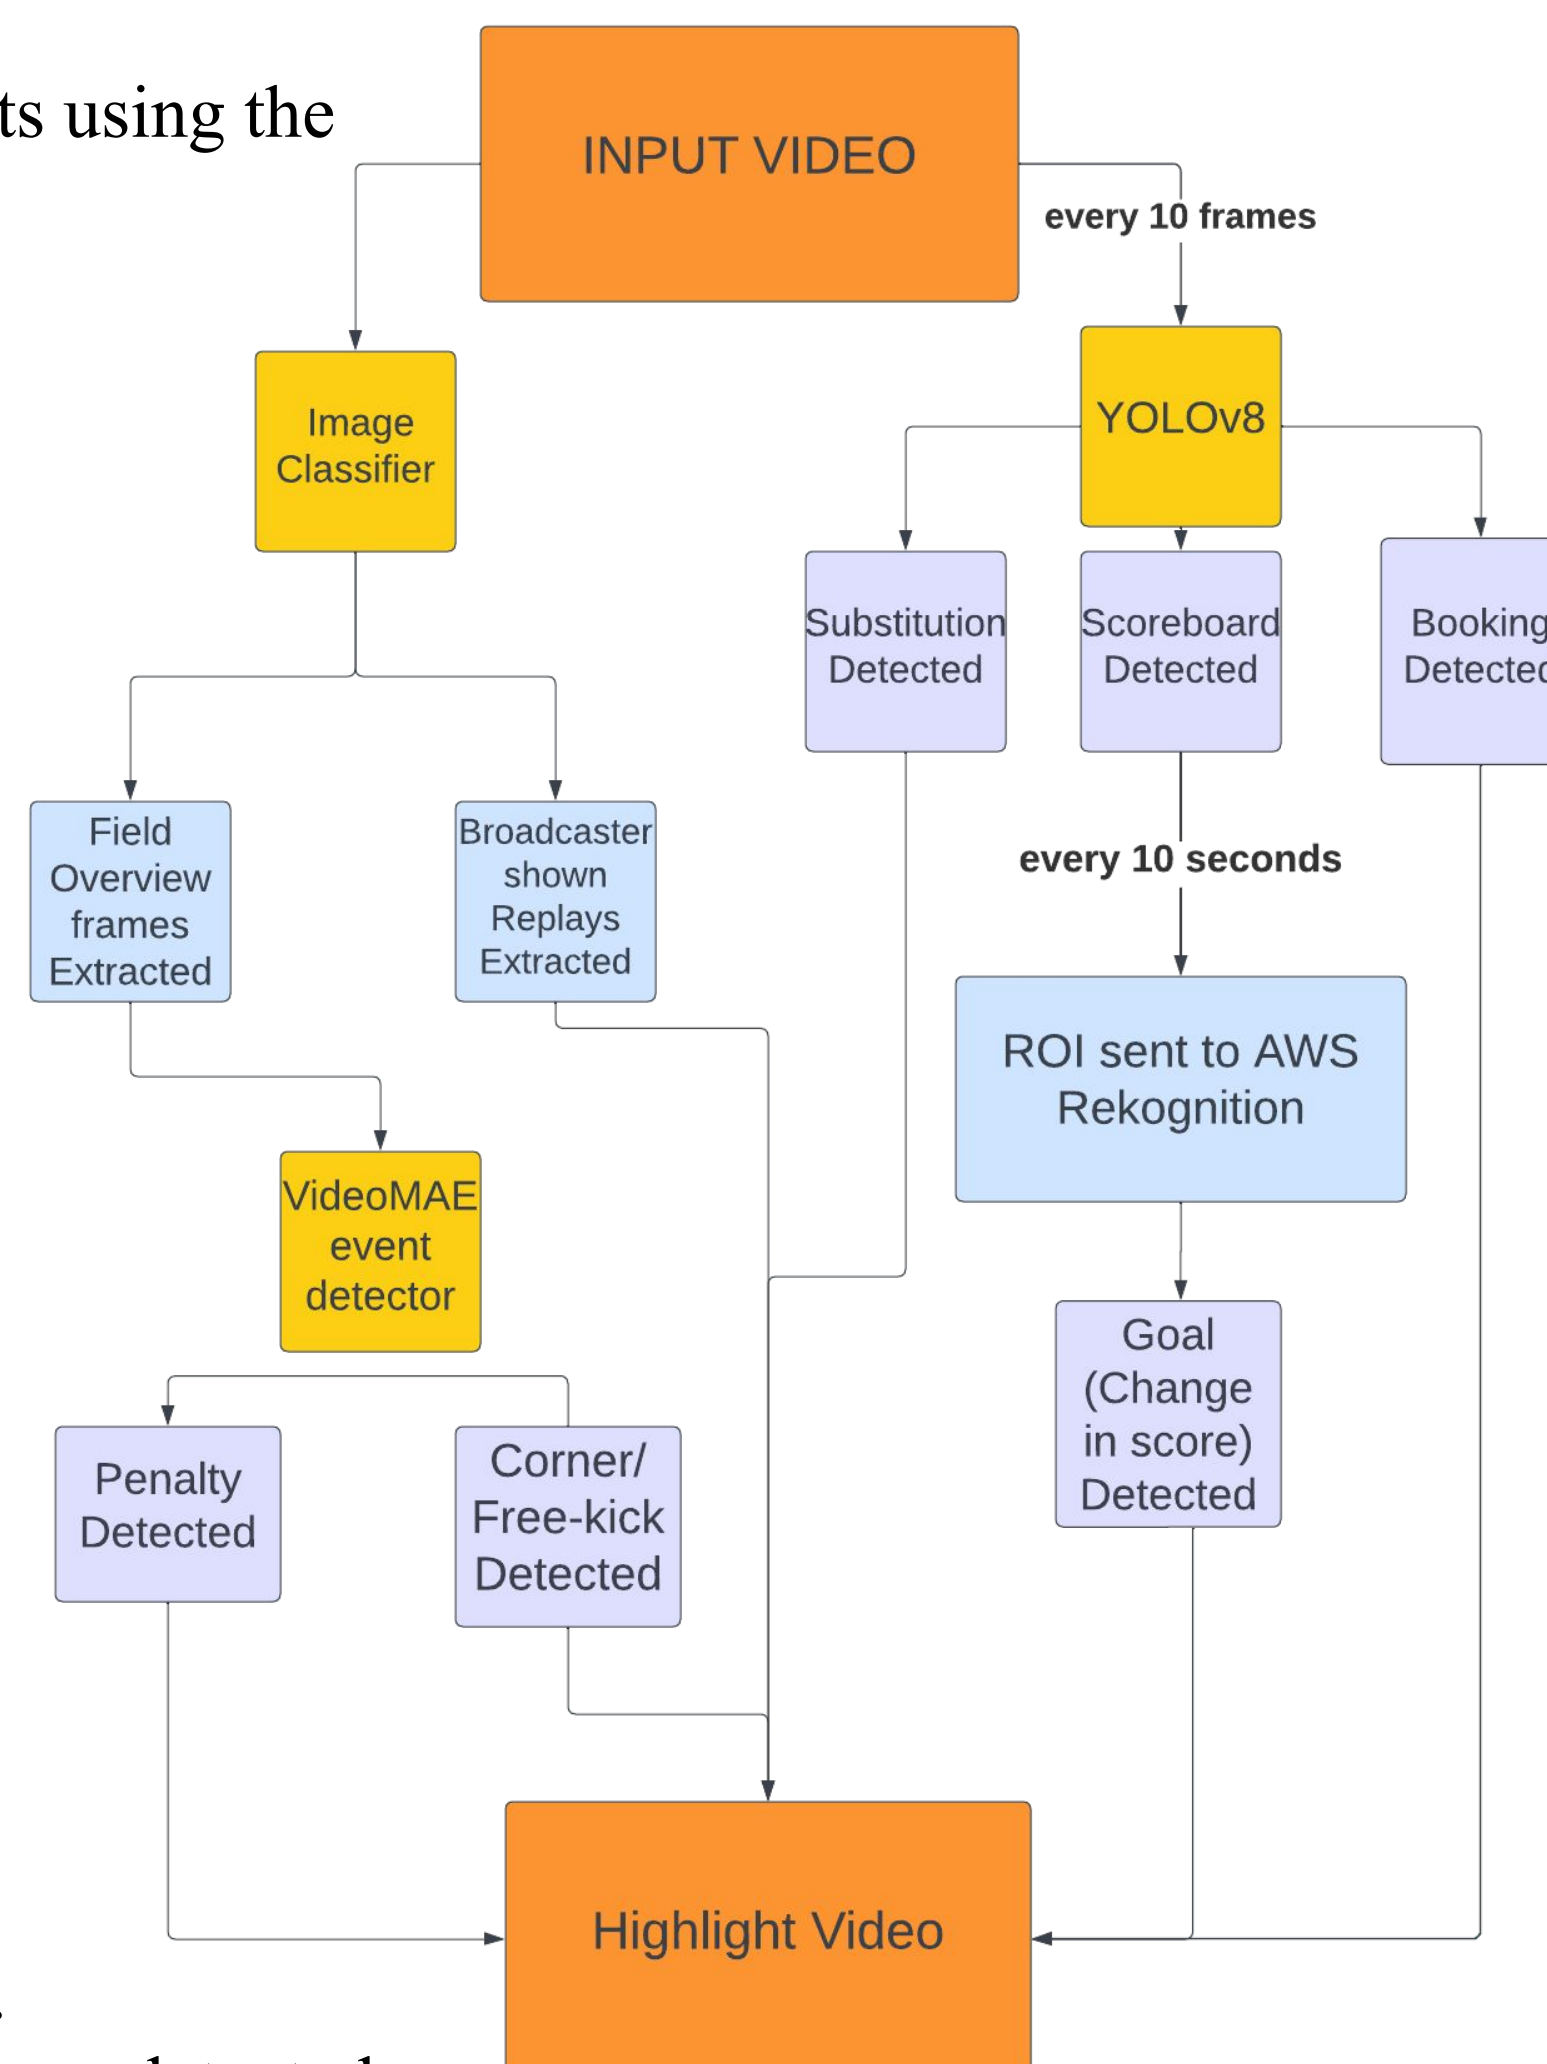 ts using the
INPUT VIDEO
every 10 frames
Image
Classifier
YOLOv8
Substitution
Detected
Scoreboard
Detected
Booking
Detected
Field
Overview
frames
Extracted
Broadcaster
shown
Replays
Extracted
every 10 seconds
ROI sent to AWS
Rekognition
VideoMAE
event
detector
Goal
(Change
in score)
Detected
Penalty
Detected
Corner/
Free-kick
Detected
Highlight Video
.